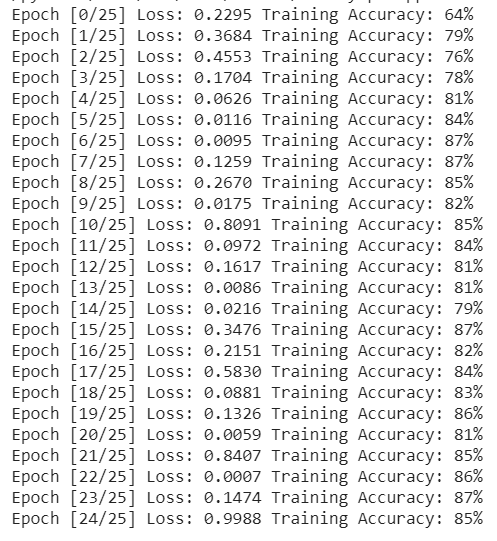 Epoch [0/25] Loss: 0.2295 Training Accuracy: 64%
Epoch [1/25] Loss: 0.3684 Training Accuracy: 79%
Epoch [2/25] Loss: 0.4553 Training Accuracy: 76%
Epoch [3/25] Loss: 0.1704 Training Accuracy: 78%
Epoch [4/25] Loss: 0.0626 Training Accuracy: 81%
Epoch [5/25] Loss: 0.0116 Training Accuracy: 84%
Epoch [6/25] Loss: 0.0095 Training Accuracy: 87%
Epoch [7/25] Loss: 0.1259 Training Accuracy: 87%
Epoch [8/25] Loss: 0.2670 Training Accuracy: 85%
Epoch [9/25] Loss: 0.0175 Training Accuracy: 82%
Epoch [10/25] Loss: 0.8091 Training Accuracy: 85%
Epoch [11/25] Loss: 0.0972 Training Accuracy: 84%
Epoch [12/25] Loss: 0.1617 Training Accuracy: 81%
Epoch [13/25] Loss: 0.0086 Training Accuracy: 81%
Epoch [14/25] Loss: 0.0216 Training Accuracy: 79%
Epoch [15/25] Loss: 0.3476 Training Accuracy: 87%
Epoch [16/25] Loss: 0.2151 Training Accuracy: 82%
Epoch [17/25] Loss: 0.5830 Training Accuracy: 84%
Epoch [18/25] Loss: 0.0881 Training Accuracy: 83%
Epoch [19/25] Loss: 0.1326 Training Accuracy: 86%
Epoch [20/25] Loss: 0.0059 Training Accuracy: 81%
Epoch [21/25] Loss: 0.8407 Training Accuracy: 85%
Epoch [22/25] Loss: 0.0007 Training Accuracy: 86%
Epoch [23/25] Loss: 0.1474 Training Accuracy: 87%
Epoch [24/25] Loss: 0.9988 Training Accuracy: 85%